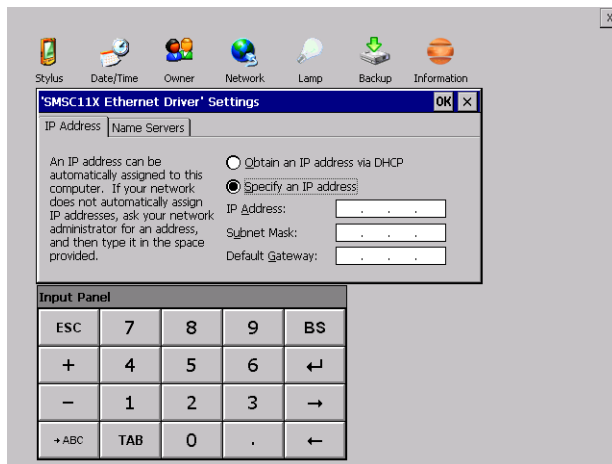 X
Stylus Date/Time Owner Network Lamp Backup Information
'SMSC11X Ethernet Driver' Settings OK ×
IP Address Name Servers
An IP address can be
automatically assigned
to this
computer. If your network
does not automatically assign
IP addresses, ask your network
administrator for an address,
and then type it in the space
provided.
Obtain an IP address via DHCP
Specify an IP address
IP Address: . . .
Subnet Mask: . . .
Default Gateway: . . .
Input Panel
ESC 7 8 9 BS
+ 4 5 6 ↵
- 1 2 3 →
→ABC TAB 0 . ←